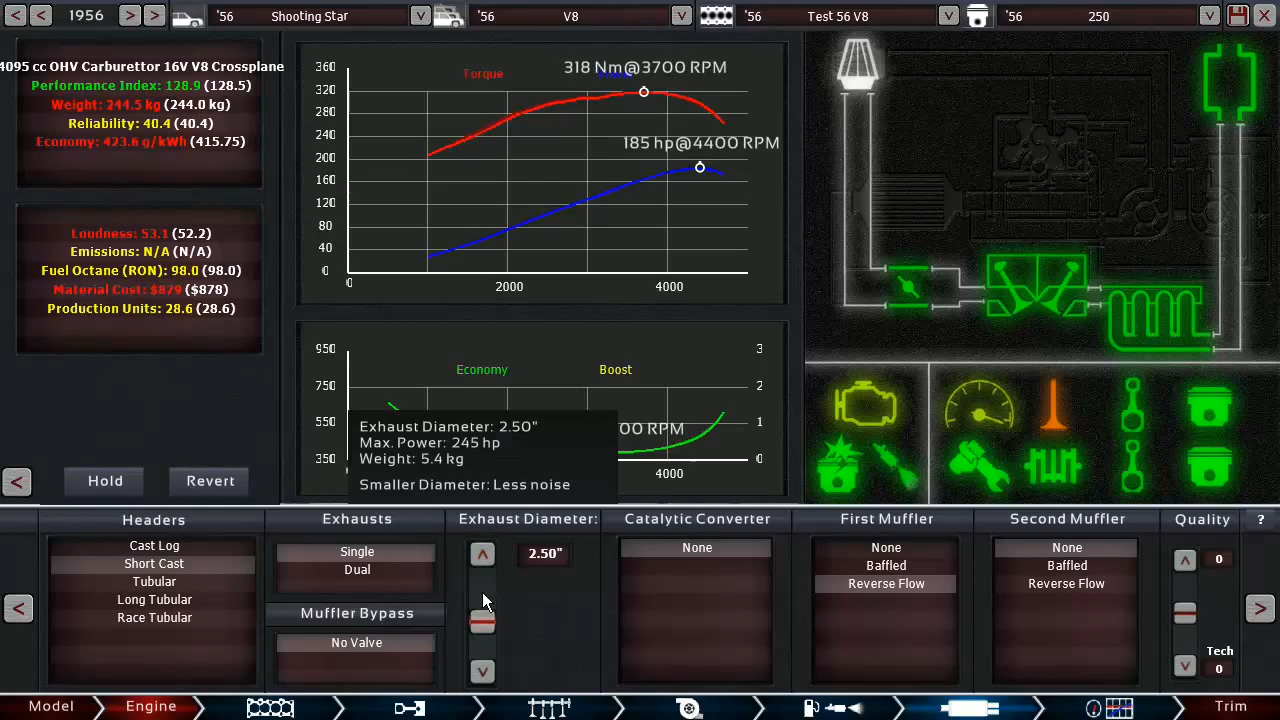 1956
'56 Shooting Star
'56 V8
'56 Test 56 V8
'56 250
4095 cc OHV Carburettor 16V V8 Crossplane
Performance Index: 128.9 (128.5)
Weight: 244.5 kg (244.0 kg)
Reliability: 40.4 (40.4)
Economy: 423.6 g/kWh (415.75)
Loudness: 53.1 (52.2)
Emissions: N/A (N/A)
Fuel Octane (RON): 98.0 (98.0)
Material Cost: $879 ($878)
Production Units: 28.6 (28.6)
Hold
Revert
360
320
280
240
200
160
120
80
40
0
Torque
318 Nm@3700 RPM
185 hp@4400 RPM
0
2000
4000
950
750
550
350
Economy
Boost
3
2
1
0
00 RPM
4000
Exhaust Diameter: 2.50"
Max. Power: 245 hp
Weight: 5.4 kg
Smaller Diameter: Less noise
Headers
Cast Log
Short Cast
Tubular
Long Tubular
Race Tubular
Exhausts
Single
Dual
Muffler Bypass
No Valve
Exhaust Diameter:
2.50"
Catalytic Converter
None
First Muffler
None
Baffled
Reverse Flow
Second Muffler
None
Baffled
Reverse Flow
Quality
0
Tech
0
?
Model
Engine
Trim